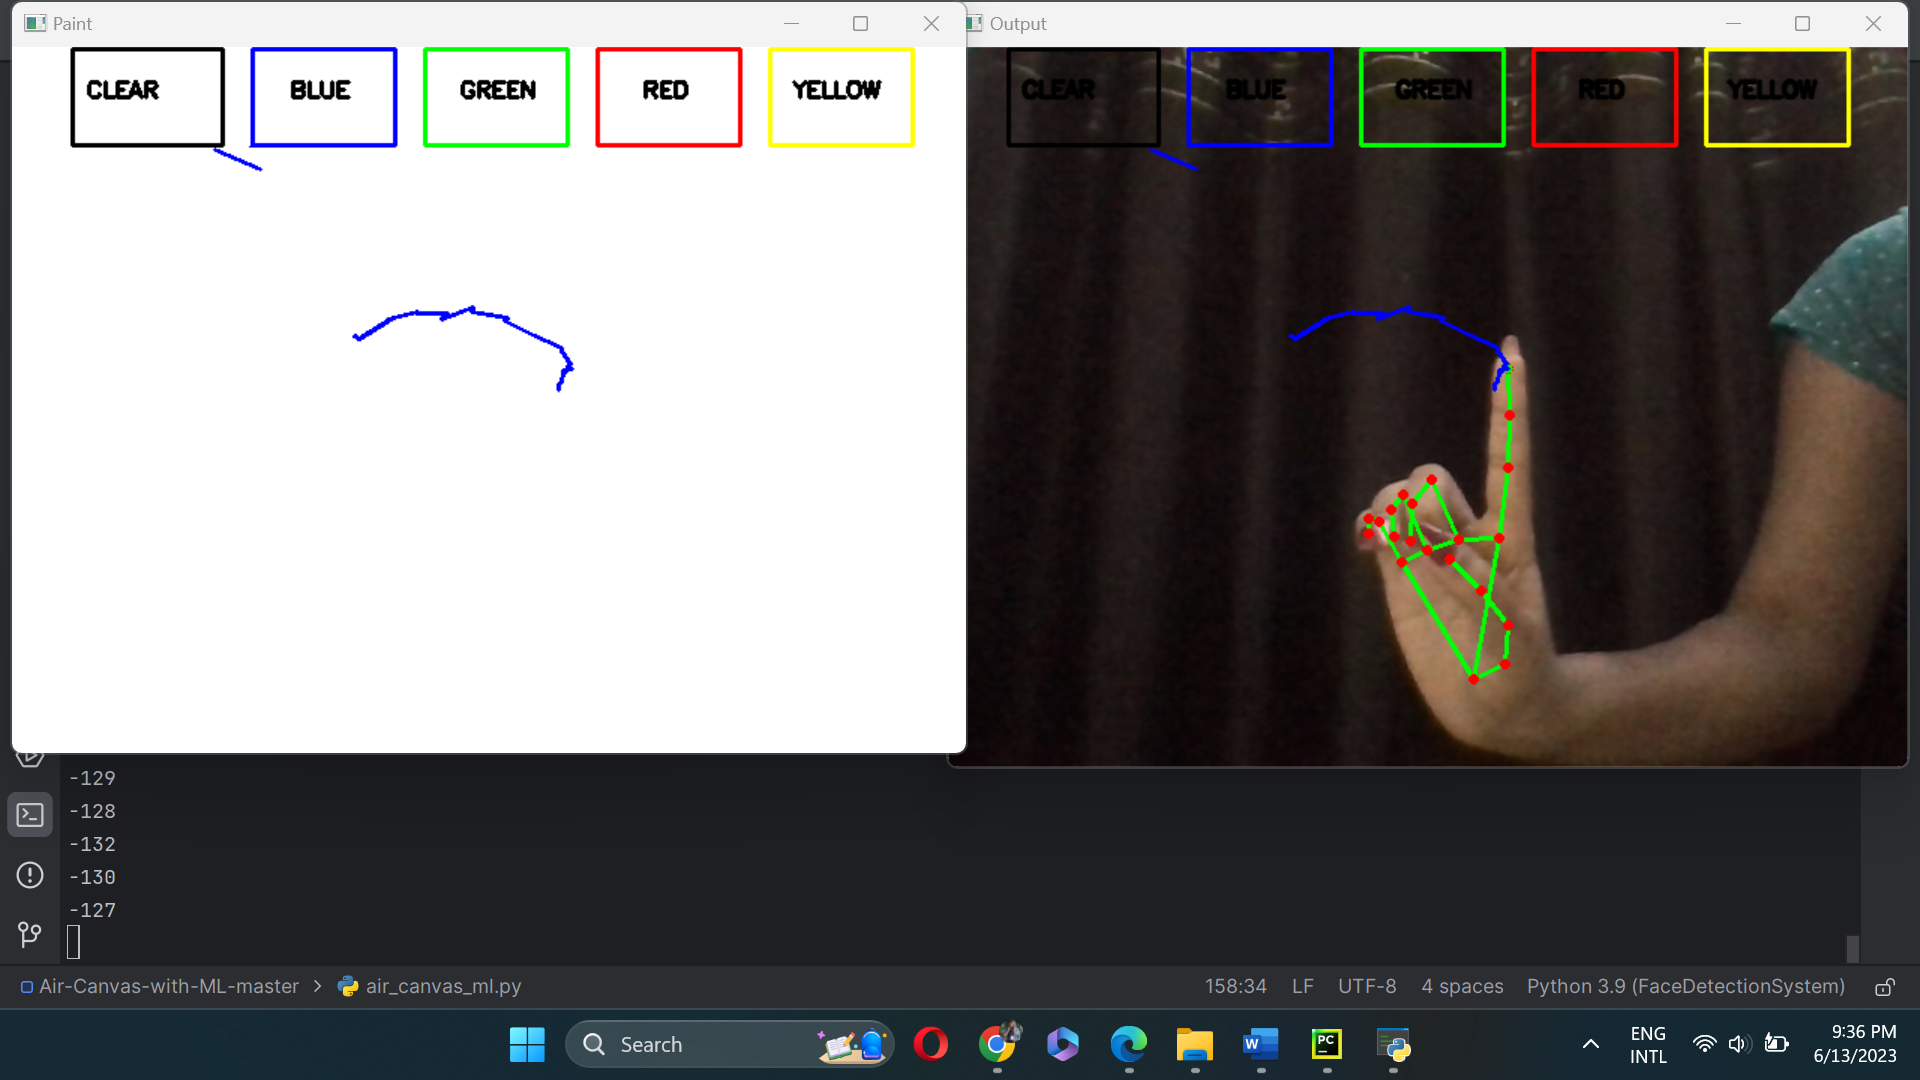 Paint
CLEAR BLUE GREEN RED YELLOW
Output
CLEAR BLUE GREEN RED YELLOW
-129
-128
-132
-130
-127
Air-Canvas-with-ML-master > air_canvas_ml.py 158:34 LF UTF-8 4 spaces Python 3.9 (FaceDetectionSystem)
Search
W
PC
ENG
INTL
9:36 PM
6/13/2023